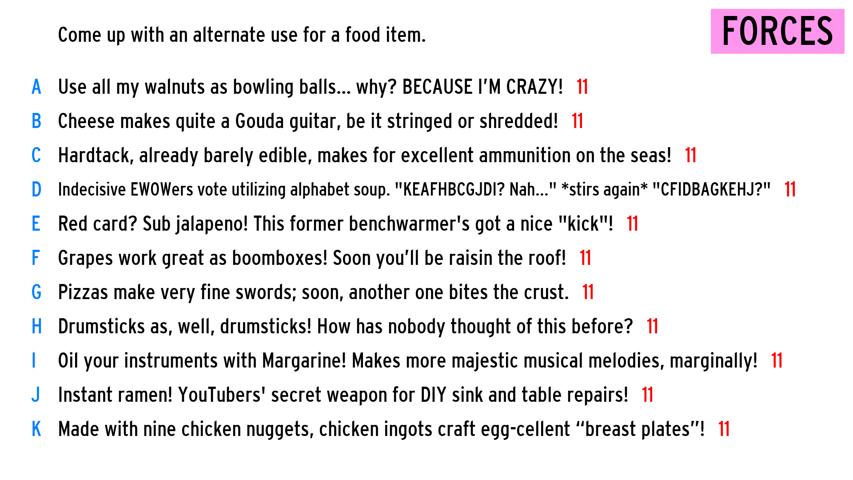 Come up with an alternate use for a food item.
FORCES
A Use all my walnuts as bowling balls... why? BECAUSE I'M CRAZY! 11
B Cheese makes quite a Gouda guitar, be it stringed or shredded! 11
C Hardtack, already barely edible, makes for excellent ammunition on the seas! 11
D Indecisive EWOWers vote utilizing alphabet soup. "KEAFHBCGJDI? Nah..." *stirs again* "CFIDBAGKEHJ?" 11
E Red card? Sub jalapeno! This former benchwarmer's got a nice "kick"! 11
F Grapes work great as boomboxes! Soon you'll be raisin the roof! 11
G Pizzas make very fine swords; soon, another one bites the crust. 11
H Drumsticks as, well, drumsticks! How has nobody thought of this before? 11
I Oil your instruments with Margarine! Makes more majestic musical melodies, marginally! 11
J Instant ramen! YouTubers' secret weapon for DIY sink and table repairs! 11
K Made with nine chicken nuggets, chicken ingots craft egg-cellent “breast plates”! 11